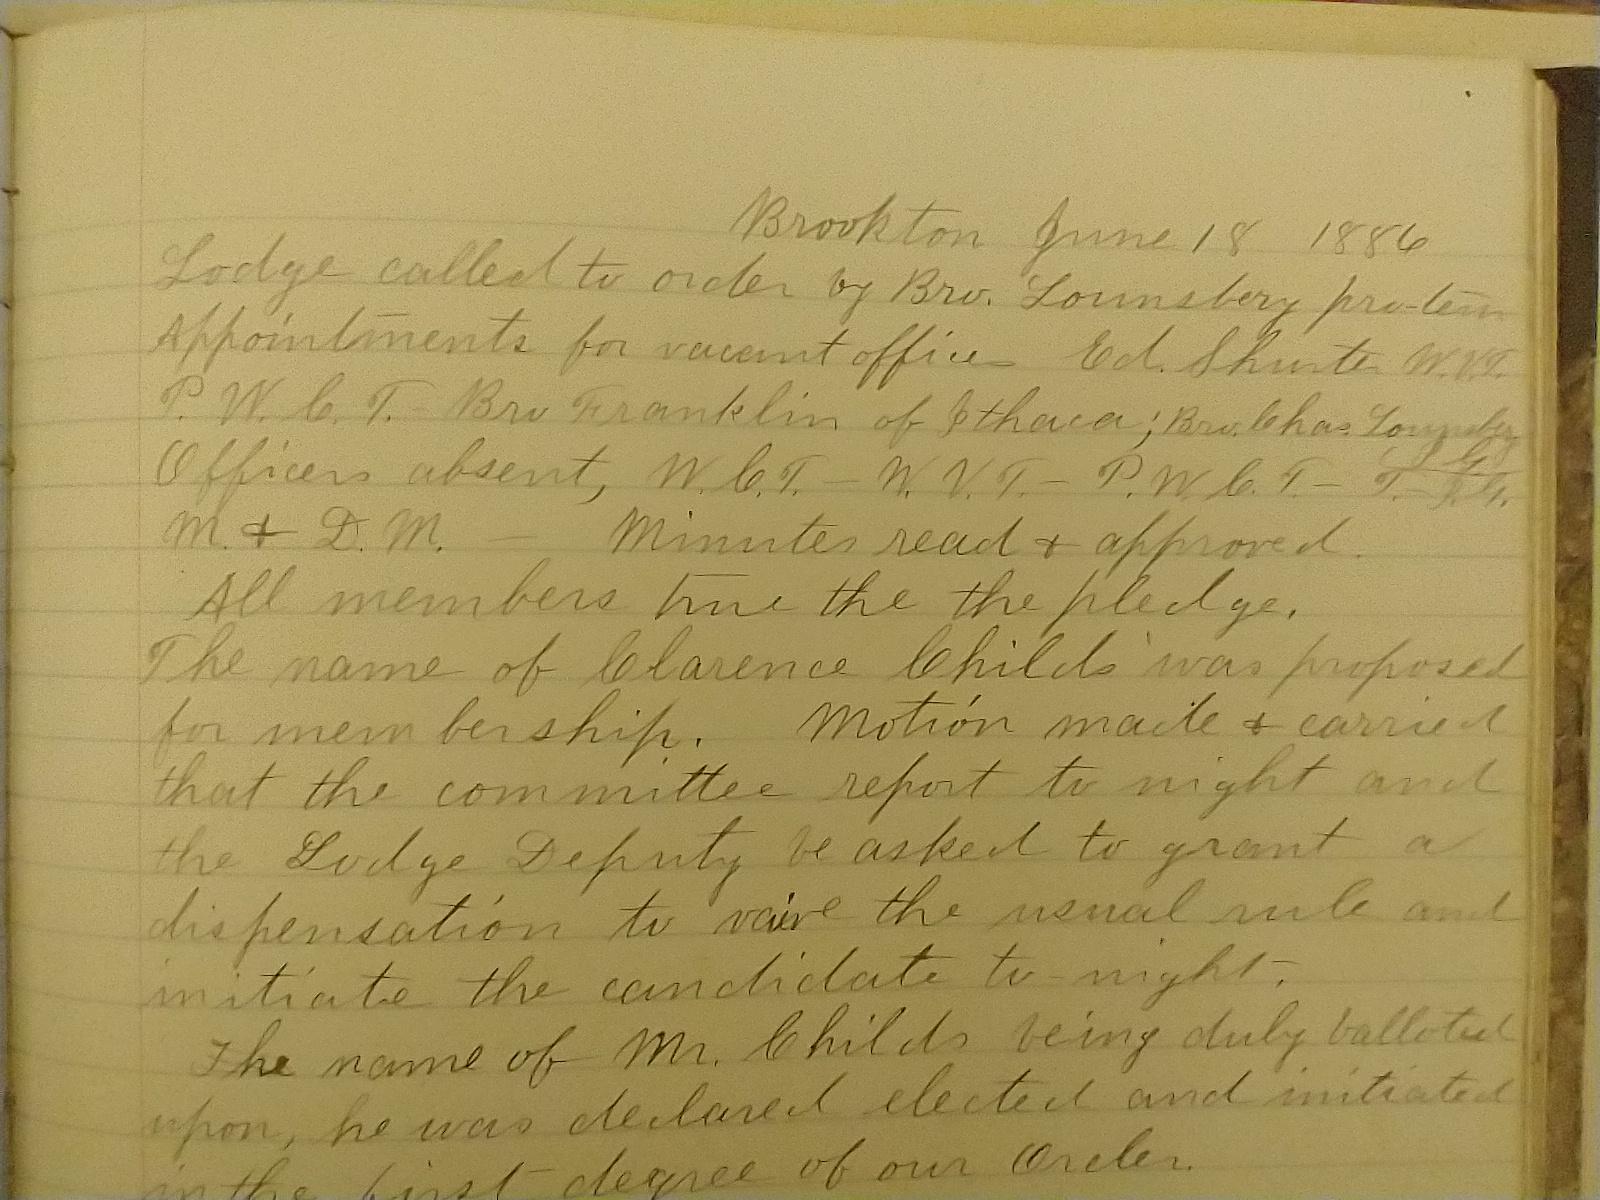 Brookton June 18 1886
Lodge called to order by Bro. Lounsbery pro-tem
Appointments for vacant offices Ed. Shurter W.V.T.
P. W. C. T. - Bro Franklin of Ithaca; Bro. Chas. Lounsbery
Officers absent, W.C.T. - W.V.T. - P.W.C.T. - T.
M. & D. M. — Minutes read & approved.
All members true the the pledge.
The name of Clarence Childs was proposed
for membership. Motion made & carried
that the committee report to night and
the Lodge Deputy be asked to grant a
dispensation to vaive the usual rule and
initiate the candidate to-night.
The name of Mr. Childs being duly balloted
upon, he was declared elected and initiated
in the first degree of our Order.